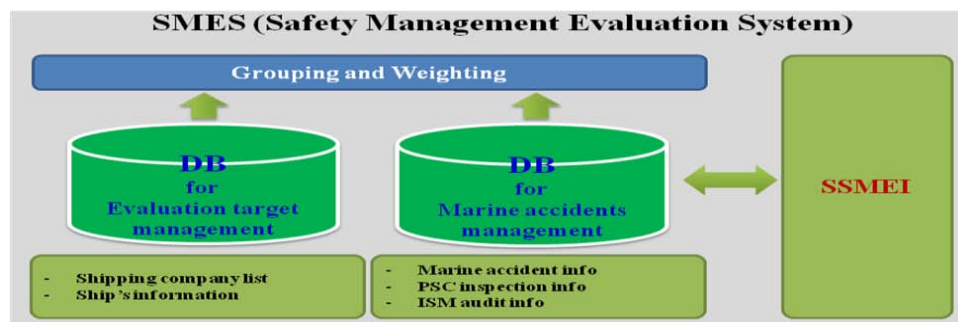 SMES (Safety Management Evaluation System)
Grouping and Weighting
DB
for
Evaluation target
management
DB
for
Marine accidents
management
SSMEI
- Shipping company list
- Ship's information
- Marine accident info
- PSC inspection info
- ISM audit info